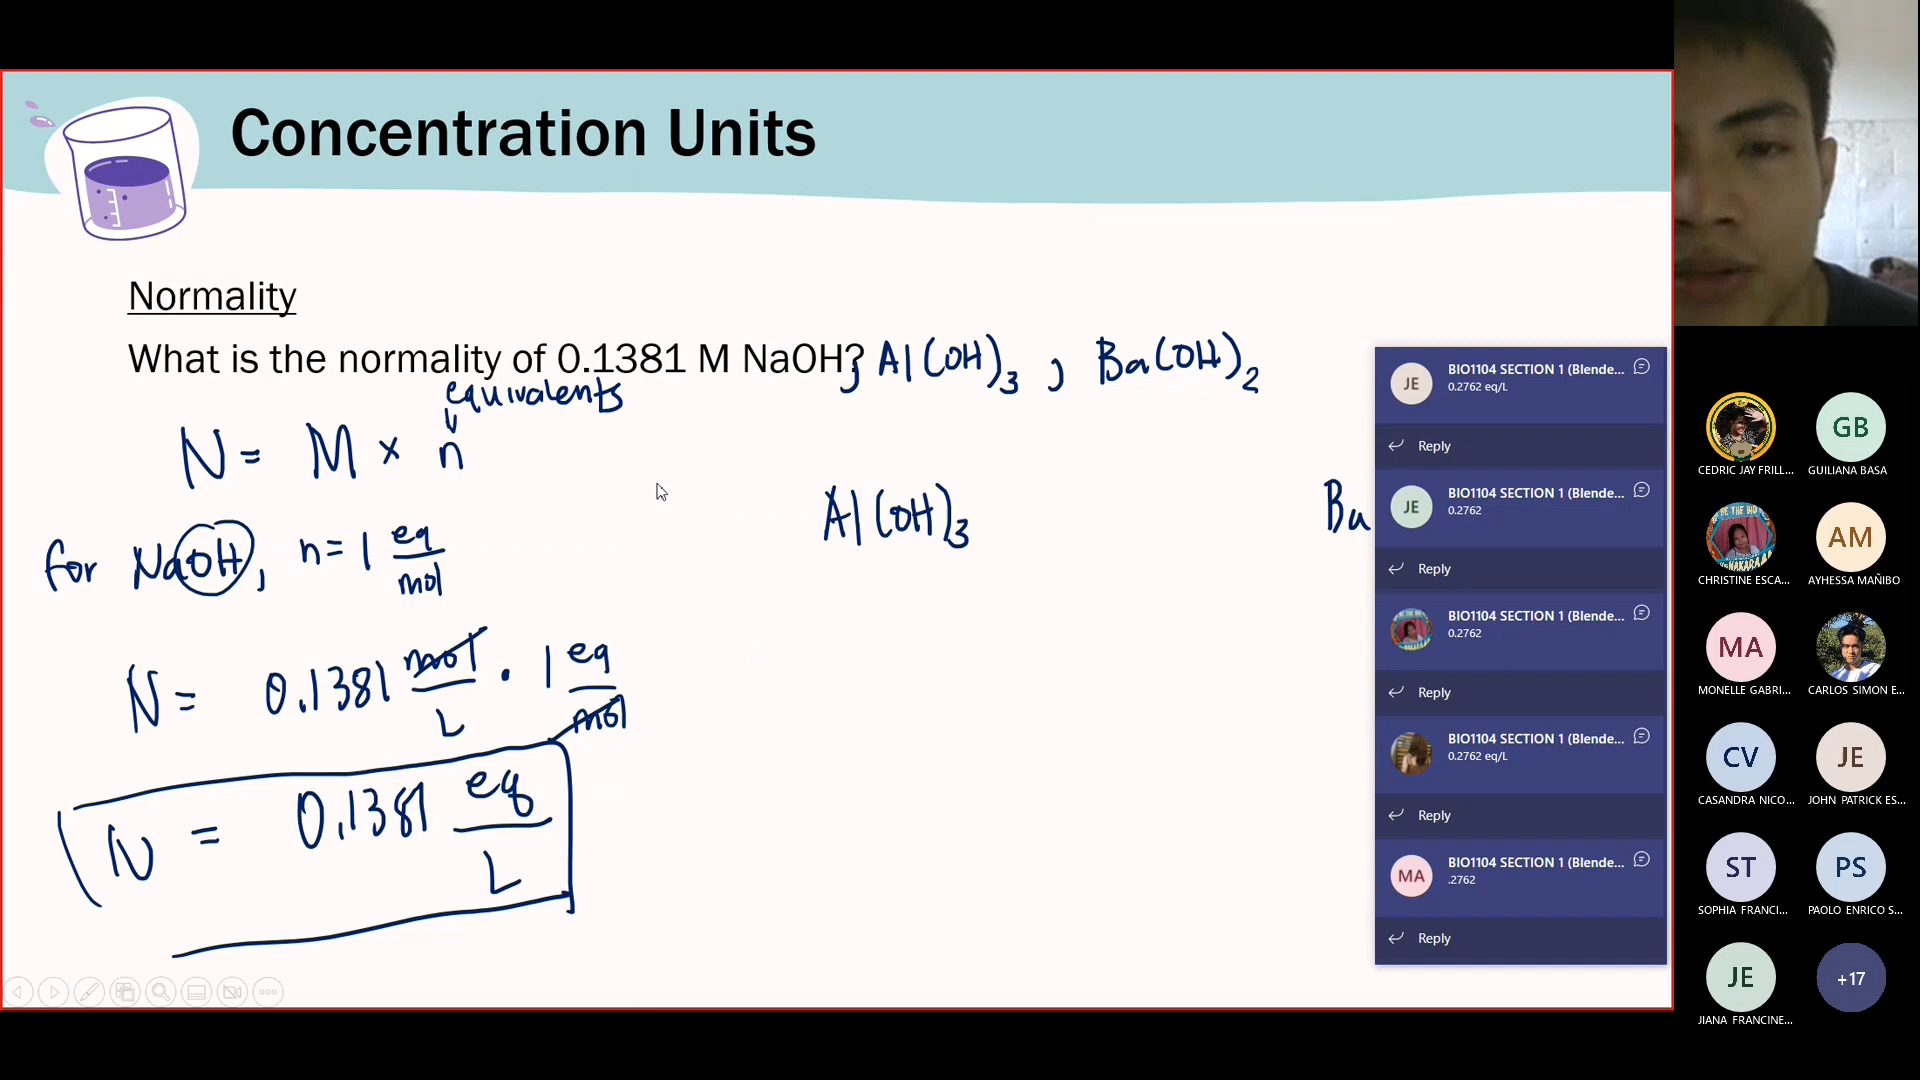 Concentration Units
Normality
What is the normality of 0.1381 M NaOH? ; Al(OH)3 ; Ba(OH)2
equivalents
N = M × n
for NaOH, n = 1 eq/mol
Al(OH)3
Ba
N = 0.1381 mol/L · 1 eq/mol
N = 0.1381 eq/L
JE
BIO1104 SECTION 1 (Blende...
0.2762 eq/L
Reply
JE
BIO1104 SECTION 1 (Blende...
0.2762
Reply
BIO1104 SECTION 1 (Blende...
0.2762
Reply
BIO1104 SECTION 1 (Blende...
0.2762 eq/L
Reply
MA
BIO1104 SECTION 1 (Blende...
.2762
Reply
GB
CEDRIC JAY FRILL... GUILIANA BASA
AM
CHRISTINE ESCA... AYHESSA MAÑIBO
MA
MONELLE GABRI... CARLOS SIMON E...
CV JE
CASANDRA NICO... JOHN PATRICK ES...
ST PS
SOPHIA FRANCI... PAOLO ENRICO S...
JE +17
JIANA FRANCINE...